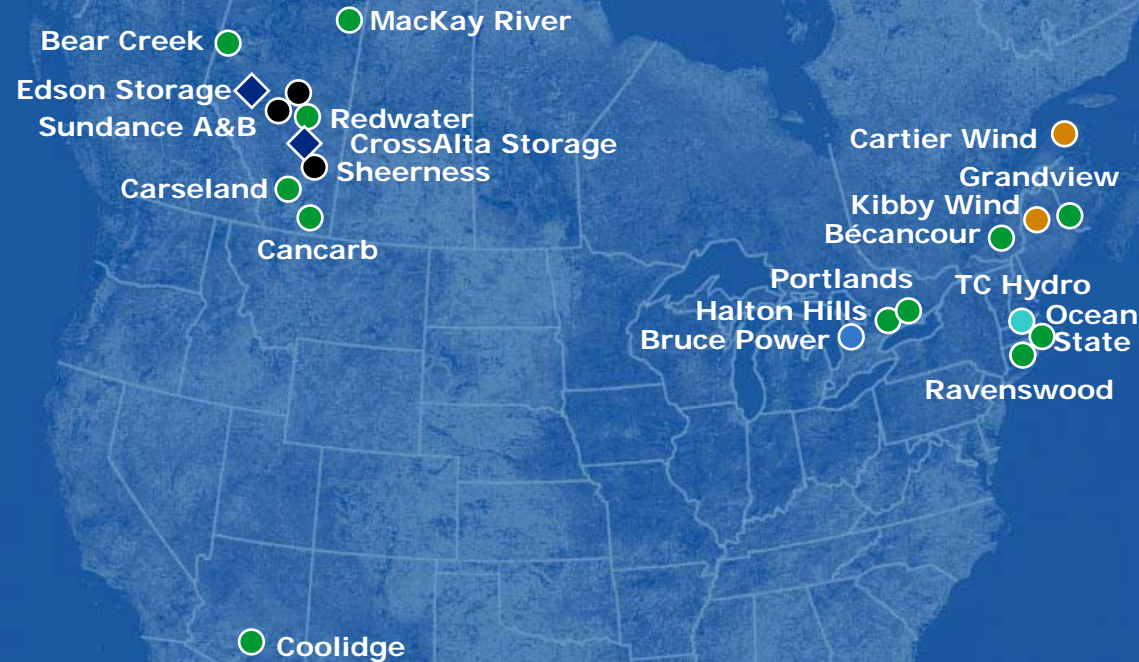 MacKay River
Bear Creek
Edson Storage
Sundance A&B
Redwater
CrossAlta Storage
Sheerness
Carseland
Cancarb
Cartier Wind
Grandview
Kibby Wind
Bécancour
Portlands
TC Hydro
Halton Hills
Ocean
State
Bruce Power
Ravenswood
Coolidge